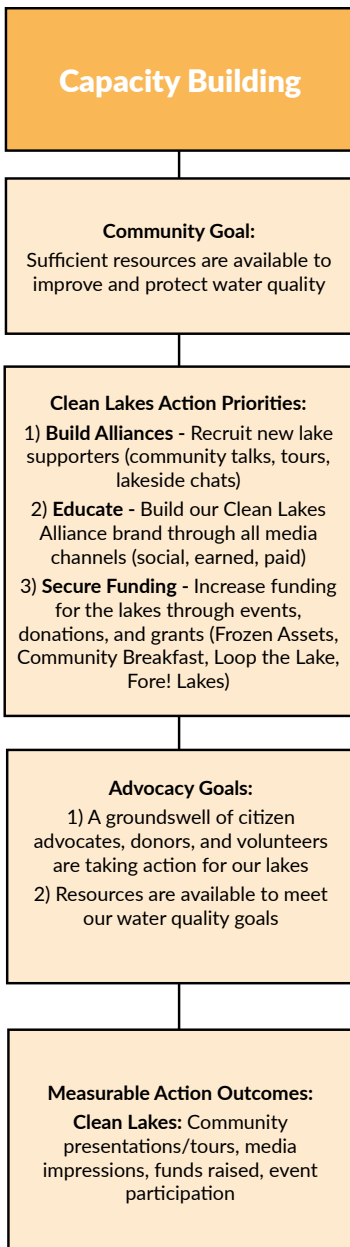 Capacity Building
Community Goal:
Sufficient resources are available to
improve and protect water quality
Clean Lakes Action Priorities:
1) Build Alliances - Recruit new lake
supporters (community talks, tours,
lakeside chats)
2) Educate - Build our Clean Lakes
Alliance brand through all media
channels (social, earned, paid)
3) Secure Funding - Increase funding
for the lakes through events,
donations, and grants (Frozen Assets,
Community Breakfast, Loop the Lake,
Fore! Lakes)
Advocacy Goals:
1) A groundswell of citizen
advocates, donors, and volunteers
are taking action for our lakes
2) Resources are available to meet
our water quality goals
Measurable Action Outcomes:
Clean Lakes: Community
presentations/tours, media
impressions, funds raised, event
participation